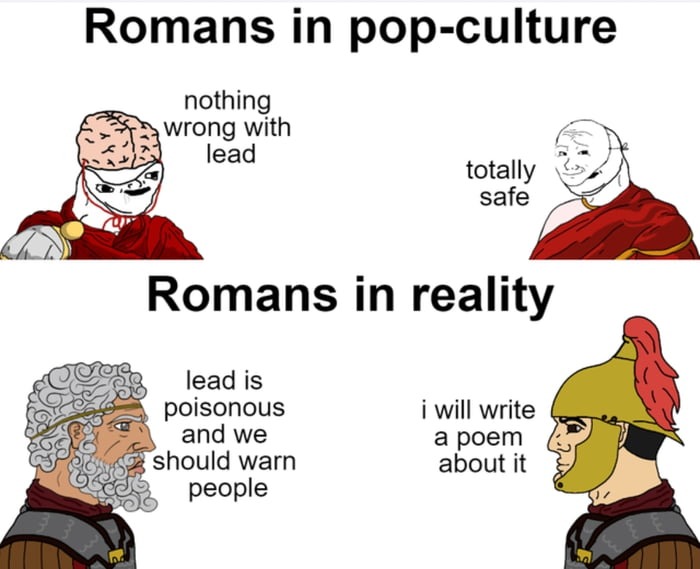 Romans in pop-culture
nothing
wrong with
lead
totally
safe
Romans in reality
lead is
poisonous
and we
should warn
people
i will write
a poem
about it